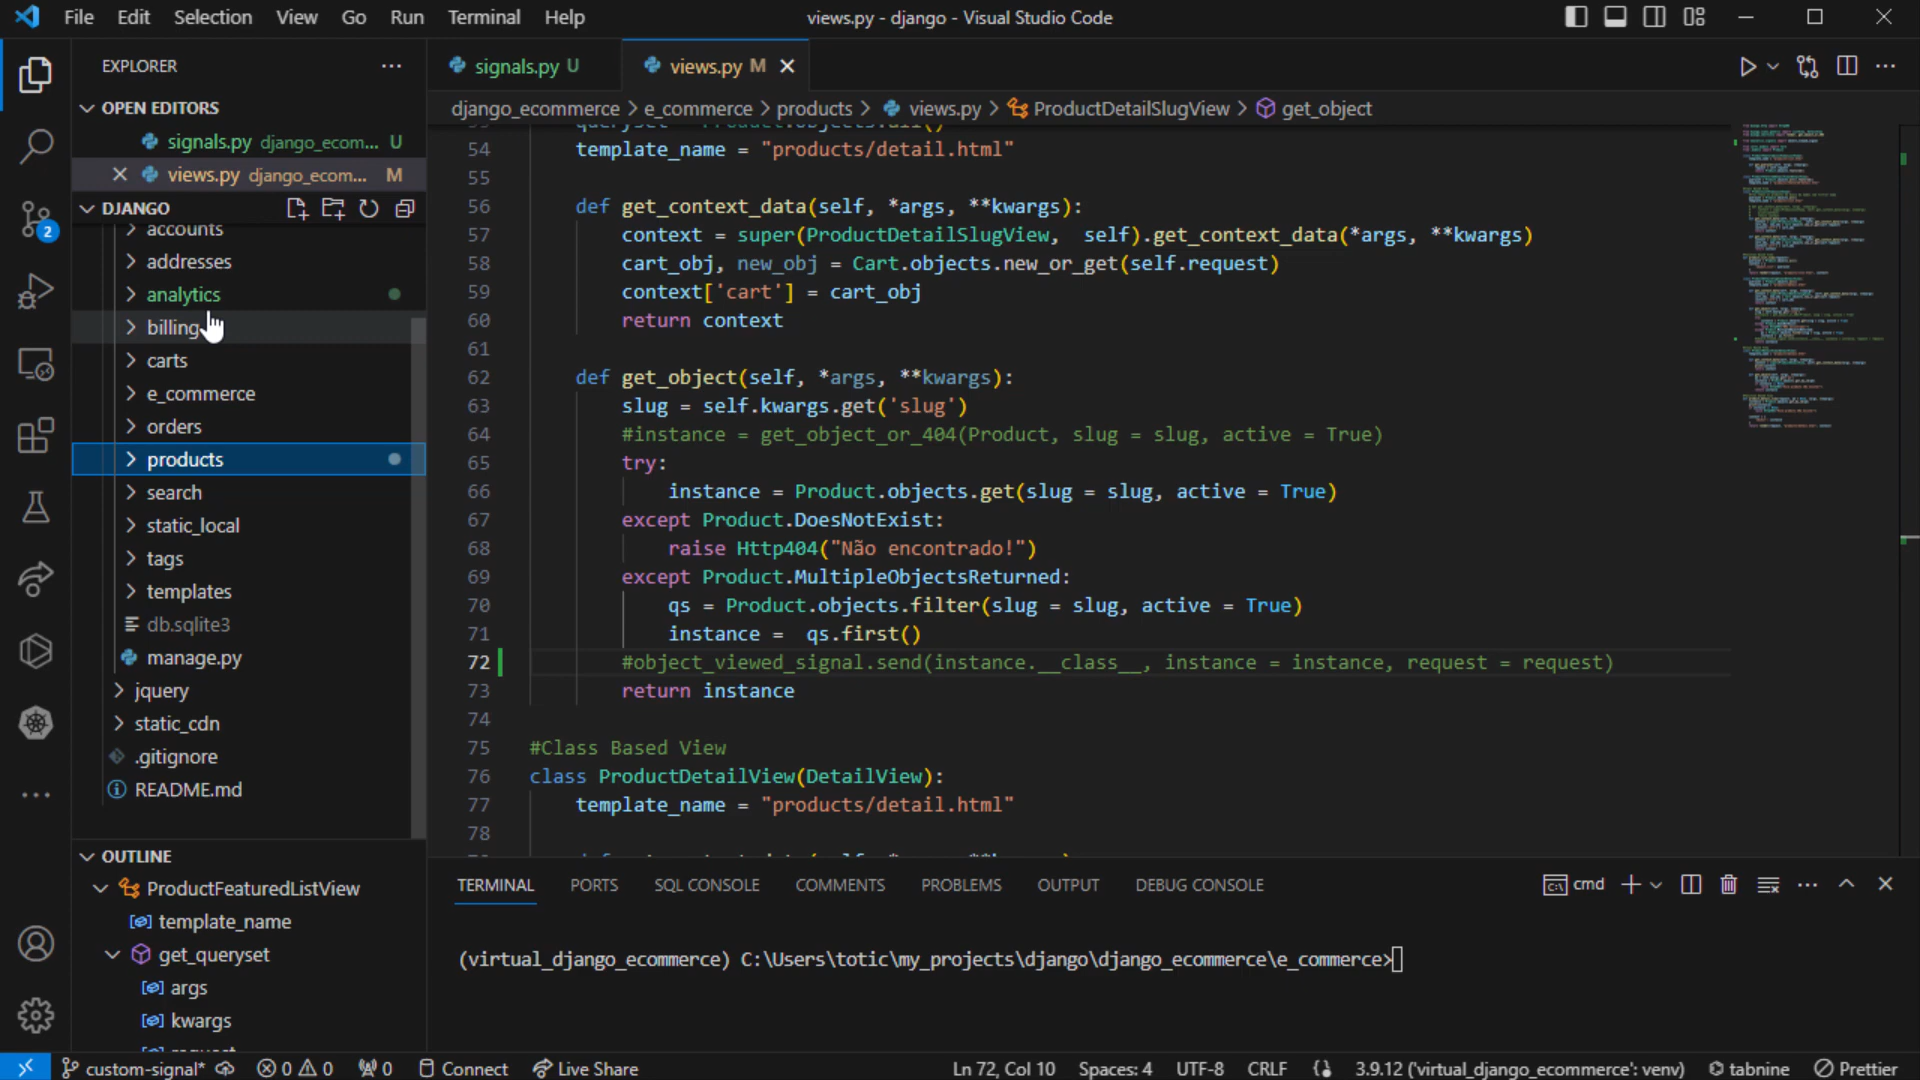 File Edit Selection View Go Run Terminal Help views.py - django - Visual Studio Code
EXPLORER
OPEN EDITORS
signals.py django_ecom... U
views.py django_ecom... M
DJANGO
accounts
addresses
analytics
billing
carts
e_commerce
orders
products
search
static_local
tags
templates
db.sqlite3
manage.py
jquery
static_cdn
.gitignore
README.md
OUTLINE
ProductFeaturedListView
template_name
get_queryset
args
kwargs
2
signals.py U views.py M
django_ecommerce > e_commerce > products > views.py > ProductDetailSlugView > get_object
54 template_name = "products/detail.html"
55
56 def get_context_data(self, *args, **kwargs):
57 context = super(ProductDetailSlugView,  self).get_context_data(*args, **kwargs)
58 cart_obj, new_obj = Cart.objects.new_or_get(self.request)
59 context['cart'] = cart_obj
60 return context
61
62 def get_object(self, *args, **kwargs):
63 slug = self.kwargs.get('slug')
64 #instance = get_object_or_404(Product, slug = slug, active = True)
65 try:
66 instance = Product.objects.get(slug = slug, active = True)
67 except Product.DoesNotExist:
68 raise Http404("Não encontrado!")
69 except Product.MultipleObjectsReturned:
70 qs = Product.objects.filter(slug = slug, active = True)
71 instance =  qs.first()
72 #object_viewed_signal.send(instance.__class__, instance = instance, request = request)
73 return instance
74
75 #Class Based View
76 class ProductDetailView(DetailView):
77 template_name = "products/detail.html"
78
TERMINAL PORTS SQL CONSOLE COMMENTS PROBLEMS OUTPUT DEBUG CONSOLE cmd
(virtual_django_ecommerce) C:\Users\totic\my_projects\django\django_ecommerce\e_commerce>
custom-signal* 0 0 0 Connect Live Share Ln 72, Col 10 Spaces: 4 UTF-8 CRLF 3.9.12 ('virtual_django_ecommerce': venv) tabnine Prettier